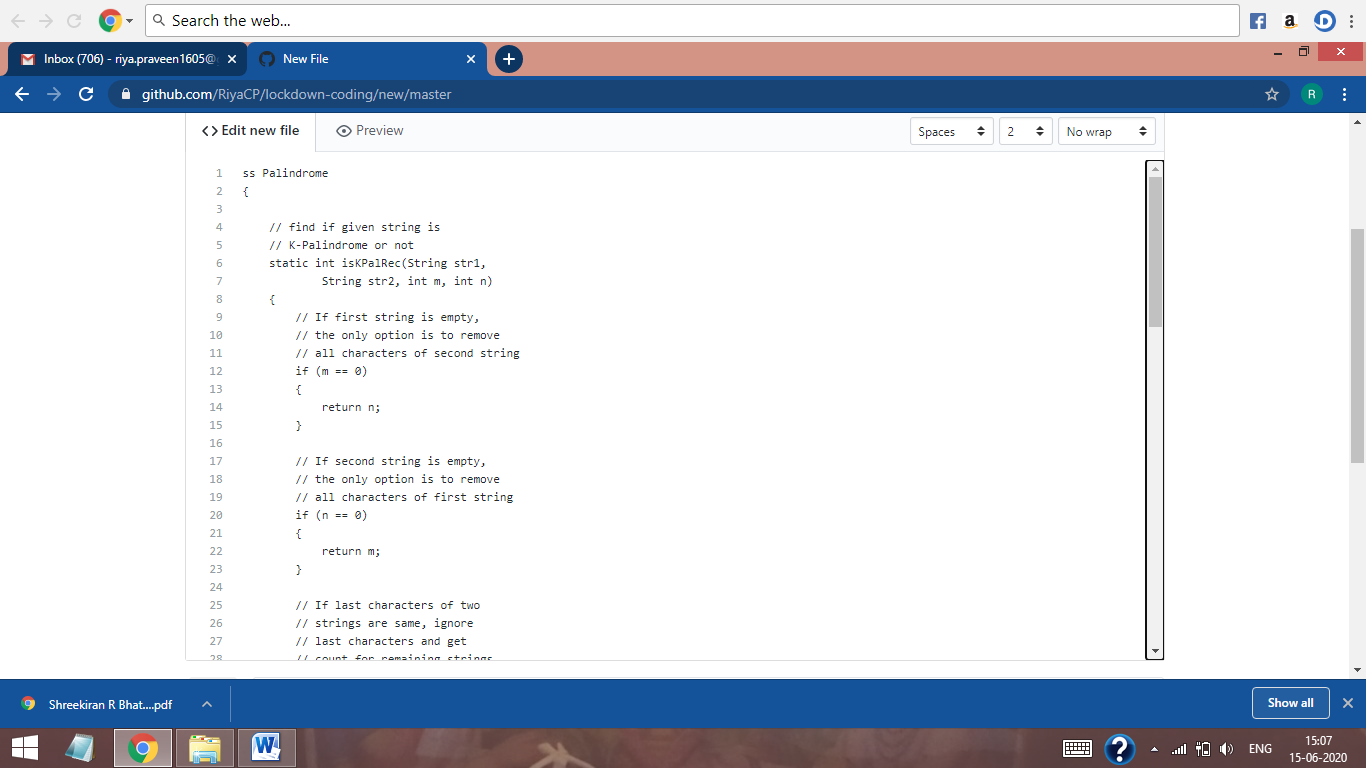 Search the web...
Inbox (706) - riya.praveen1605@
New File
github.com/RiyaCP/lockdown-coding/new/master
R
<> Edit new file
Preview
Spaces
2
No wrap
1 ss Palindrome
2 {
3
4 // find if given string is
5 // K-Palindrome or not
6 static int isKPalRec(String str1,
7 String str2, int m, int n)
8 {
9 // If first string is empty,
10 // the only option is to remove
11 // all characters of second string
12 if (m == 0)
13 {
14 return n;
15 }
16
17 // If second string is empty,
18 // the only option is to remove
19 // all characters of first string
20 if (n == 0)
21 {
22 return m;
23 }
24
25 // If last characters of two
26 // strings are same, ignore
27 // last characters and get
28 // count for remaining strings
Shreekiran R Bhat....pdf
Show all
ENG
15:07
15-06-2020